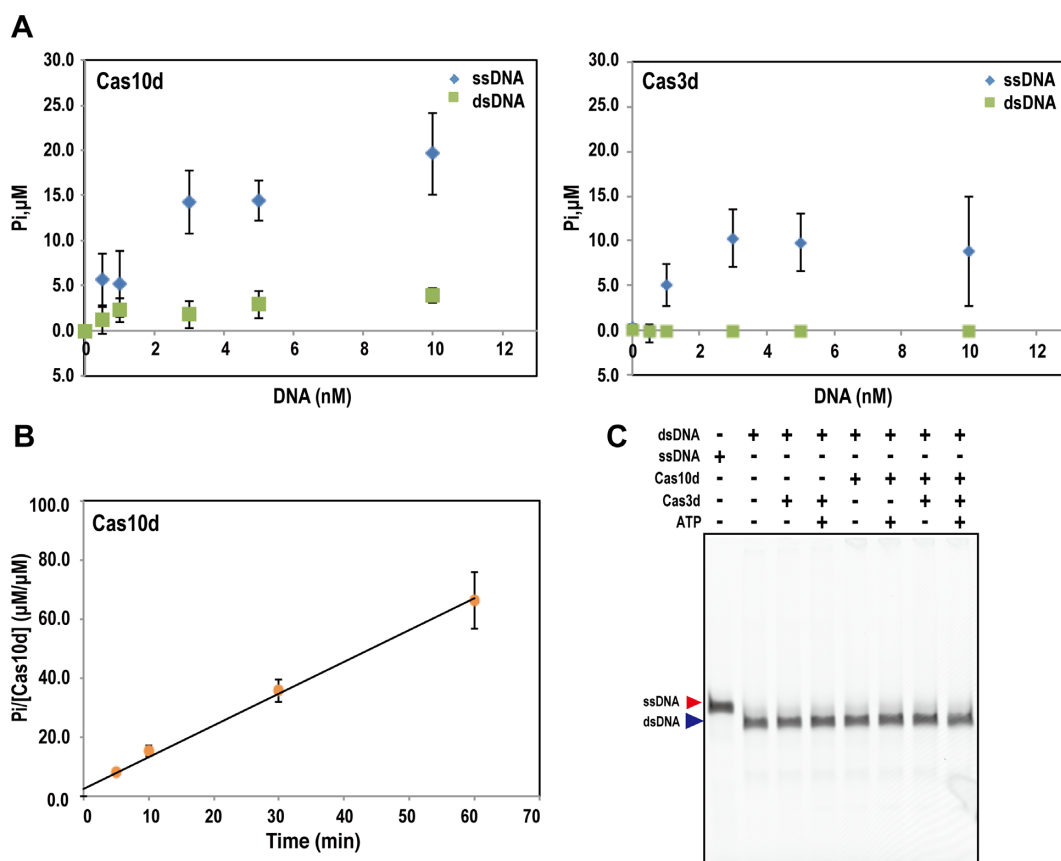 A
Cas10d
ssDNA
dsDNA
30.0
25.0
20.0
15.0
10.0
5.0
0.0
5.0
Pi,µM
0 2 4 6 8 10 12
DNA (nM)
Cas3d
ssDNA
dsDNA
30.0
25.0
20.0
15.0
10.0
5.0
0.0
5.0
Pi,µM
0 2 4 6 8 10 12
DNA (nM)
B
Cas10d
100.0
80.0
60.0
40.0
20.0
0.0
Pi/[Cas10d] (µM/µM)
0 10 20 30 40 50 60 70
Time (min)
C
dsDNA - + + + + + + +
ssDNA + - - - - - - -
Cas10d - - - - + + + +
Cas3d - - + + - - + +
ATP - - - + - + - +
ssDNA
dsDNA